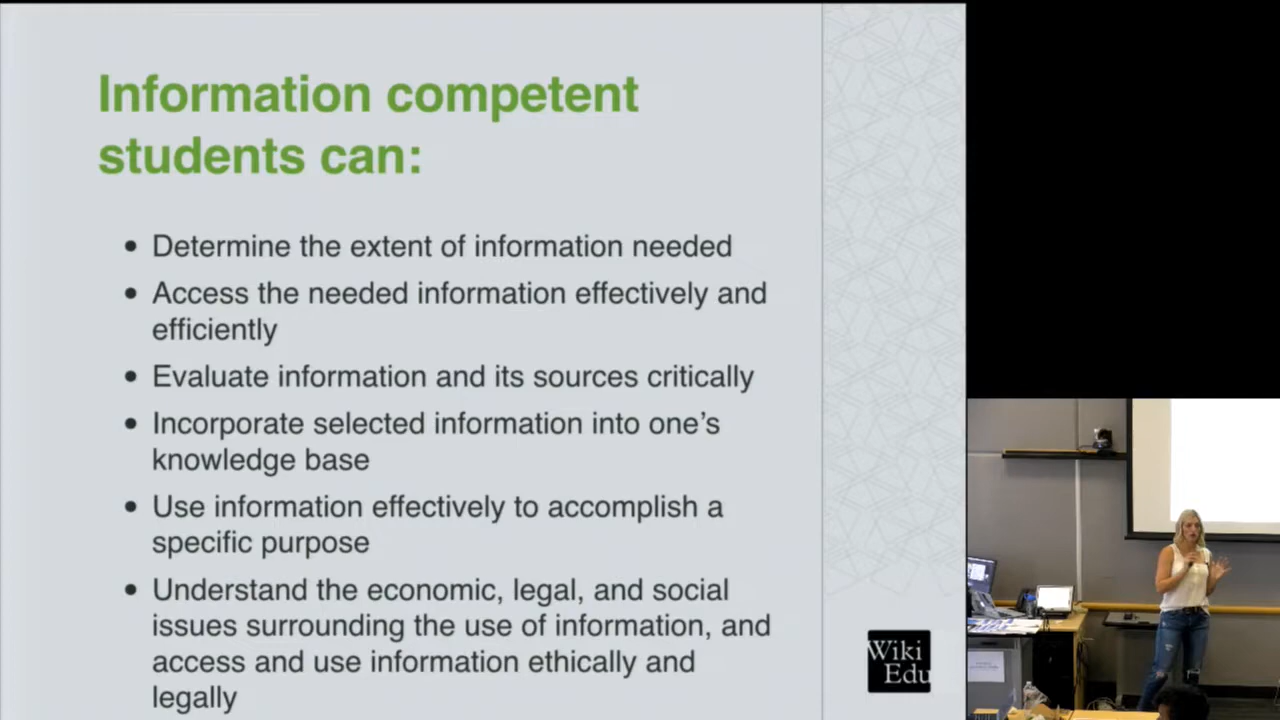 Information competent
students can:
• Determine the extent of information needed
• Access the needed information effectively and
efficiently
• Evaluate information and its sources critically
• Incorporate selected information into one’s
knowledge base
• Use information effectively to accomplish a
specific purpose
• Understand the economic, legal, and social
issues surrounding the use of information, and
access and use information ethically and
legally
Wiki
Edu